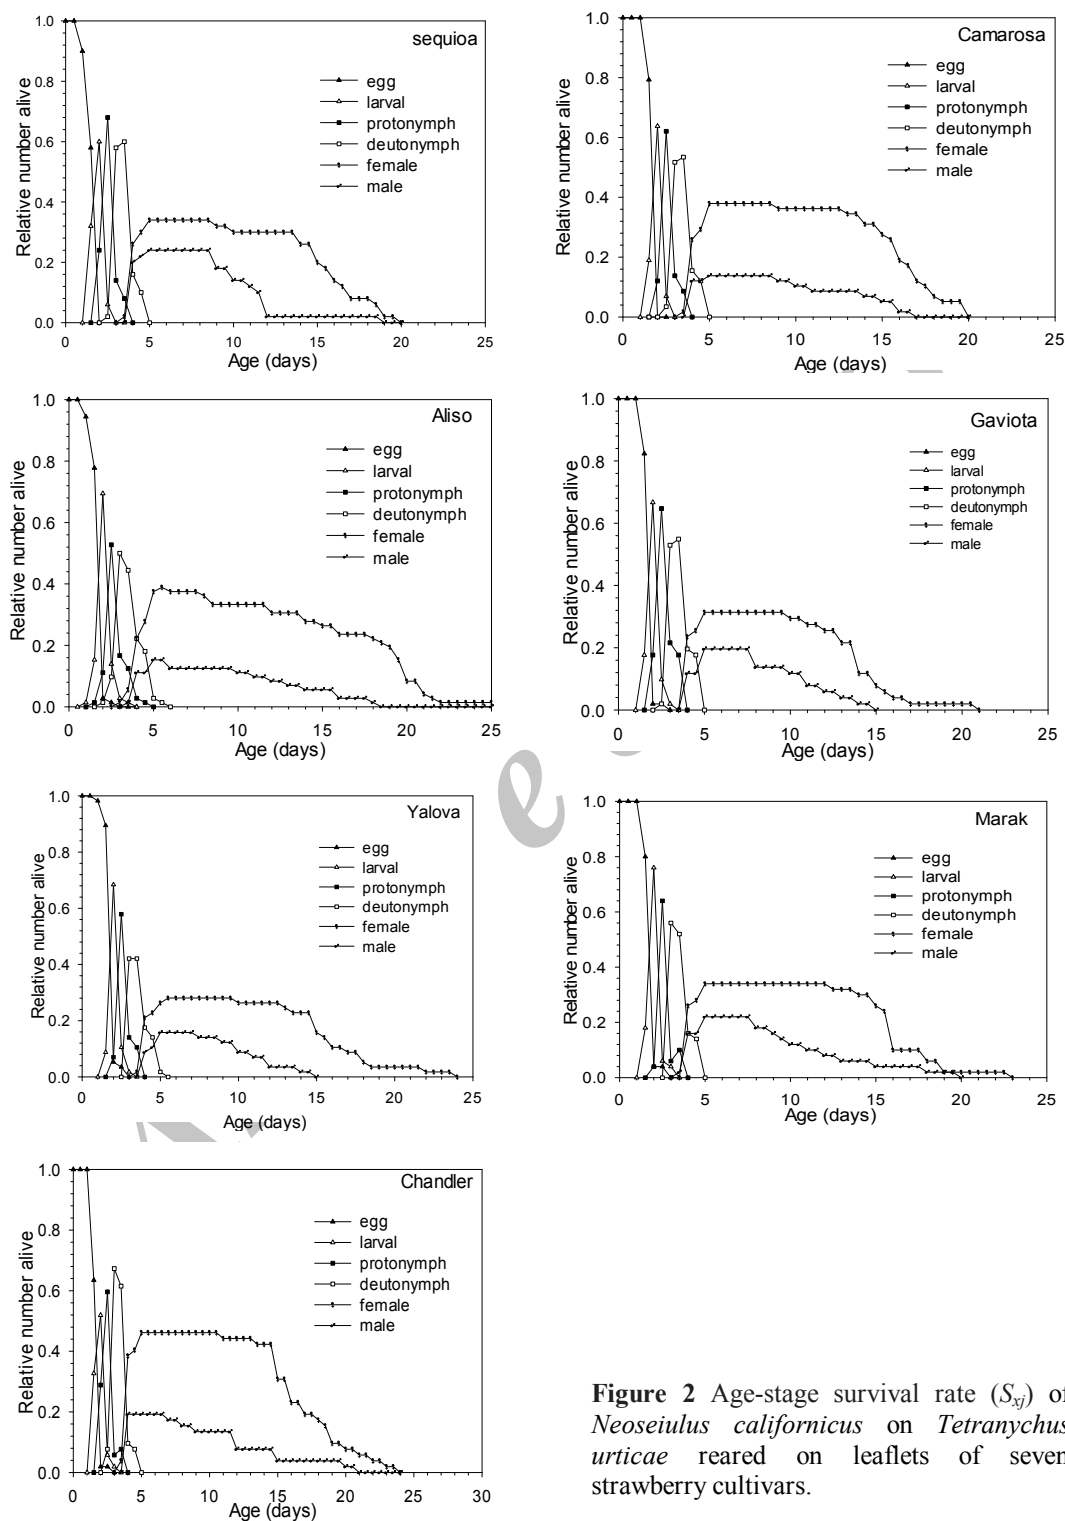 sequioa
Relative number alive
1.0
0.8
0.6
0.4
0.2
0.0
egg
larval
protonymph
deutonymph
female
male
0 5 10 15 20 25
Age (days)
Camarosa
Relative number alive
1.0
0.8
0.6
0.4
0.2
0.0
egg
larval
protonymph
deutonymph
female
male
0 5 10 15 20 25
Age (days)
Aliso
Relative number alive
1.0
0.8
0.6
0.4
0.2
0.0
egg
larval
protonymph
deutonymph
female
male
0 5 10 15 20 25
Age (days)
Gaviota
Relative number alive
1.0
0.8
0.6
0.4
0.2
0.0
egg
larval
protonymph
deutonymph
female
male
0 5 10 15 20 25
Age (days)
Yalova
Relative number alive
1.0
0.8
0.6
0.4
0.2
0.0
egg
larval
protonymph
deutonymph
female
male
0 5 10 15 20 25
Age (days)
Marak
Relative number alive
1.0
0.8
0.6
0.4
0.2
0.0
egg
larval
protonymph
deutonymph
female
male
0 5 10 15 20 25
Age (days)
Chandler
Relative number alive
1.0
0.8
0.6
0.4
0.2
0.0
egg
larval
protonymph
deutonymph
female
male
0 5 10 15 20 25 30
Age (days)
Figure 2 Age-stage survival rate (Sxj) of
Neoseiulus californicus on Tetranychus
urticae reared on leaflets of seven
strawberry cultivars.